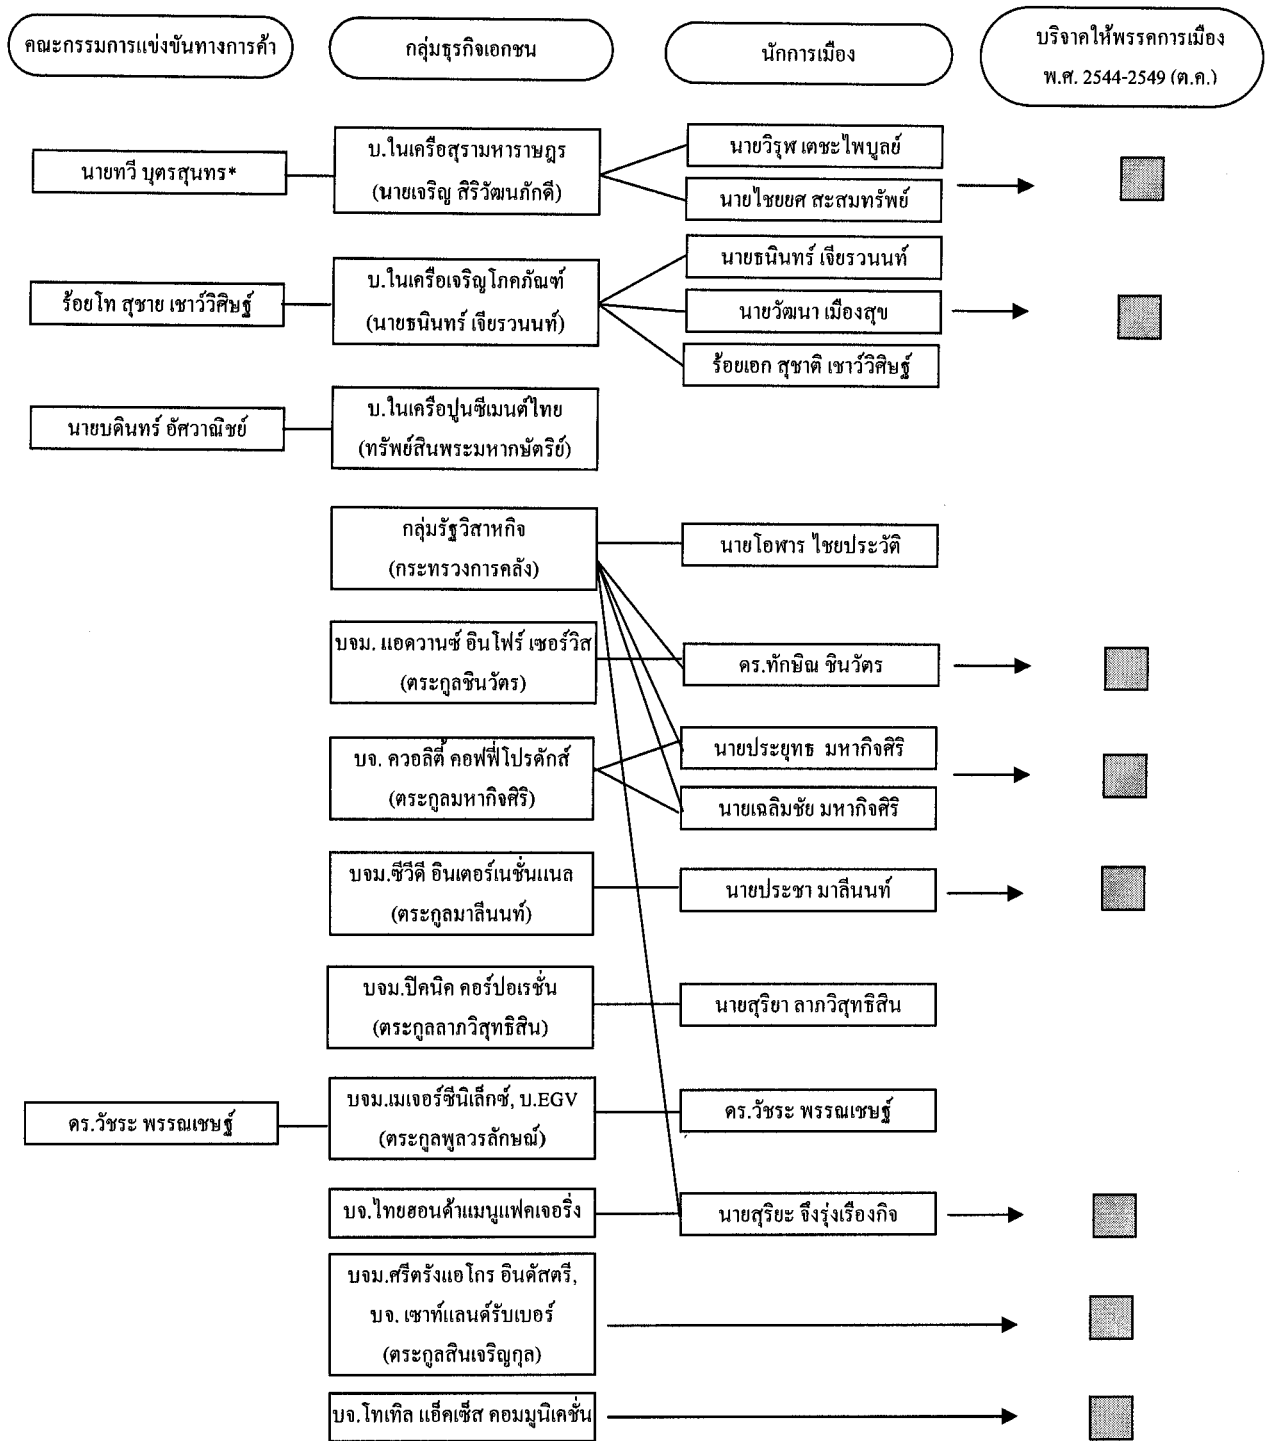 คณะกรรมการแข่งขันทางการค้า
กลุ่มธุรกิจเอกชน
นักการเมือง
บริจาคให้พรรคการเมือง
พ.ศ. 2544-2549 (ต.ค.)
นายทวี บุตรสุนทร*
บ.ในเครือสุรามหาราษฎร
(นายเจริญ สิริวัฒนภักดี)
นายวิรุฬ เตชะไพบูลย์
นายไชยยศ สะสมทรัพย์
ร้อยโท สุชาย เชาว์วิศิษฐ์
บ.ในเครือเจริญโภคภัณฑ์
(นายธนินทร์ เจียรวนนท์)
นายธนินทร์ เจียรวนนท์
นายวัฒนา เมืองสุข
ร้อยเอก สุชาติ เชาว์วิศิษฐ์
นายบดินทร์ อัศวาณิชย์
บ.ในเครือปูนซีเมนต์ไทย
(ทรัพย์สินพระมหากษัตริย์)
กลุ่มรัฐวิสาหกิจ
(กระทรวงการคลัง)
นายโอฬาร ไชยประวัติ
บจม. แอดวานซ์ อินโฟร์ เซอร์วิส
(ตระกูลชินวัตร)
ดร.ทักษิณ ชินวัตร
บจ. ควอลิตี้ คอฟฟี่โปรดักส์
(ตระกูลมหากิจศิริ)
นายประยุทธ มหากิจศิริ
นายเฉลิมชัย มหากิจศิริ
บจม.ซีวีดี อินเตอร์เนชั่นแนล
(ตระกูลมาลีนนท์)
นายประชา มาลีนนท์
บจม.ปิคนิค คอร์ปอเรชั่น
(ตระกูลลาภวิสุทธิสิน)
นายสุริยา ลาภวิสุทธิสิน
ดร.วัชระ พรรณเชษฐ์
บจม.เมเจอร์ซีนิเล็กซ์, บ.EGV
(ตระกูลพูลวรลักษณ์)
ดร.วัชระ พรรณเชษฐ์
บจ.ไทยฮอนด้าแมนูแฟคเจอริ่ง
นายสุริยะ จึงรุ่งเรืองกิจ
บจม.ศรีตรังแอโกร อินดัสตรี,
บจ. เซาท์แลนด์รับเบอร์
(ตระกูลสินเจริญกุล)
บจ.โทเทิล แอ็คเซ็ส คอมมูนิเคชั่น